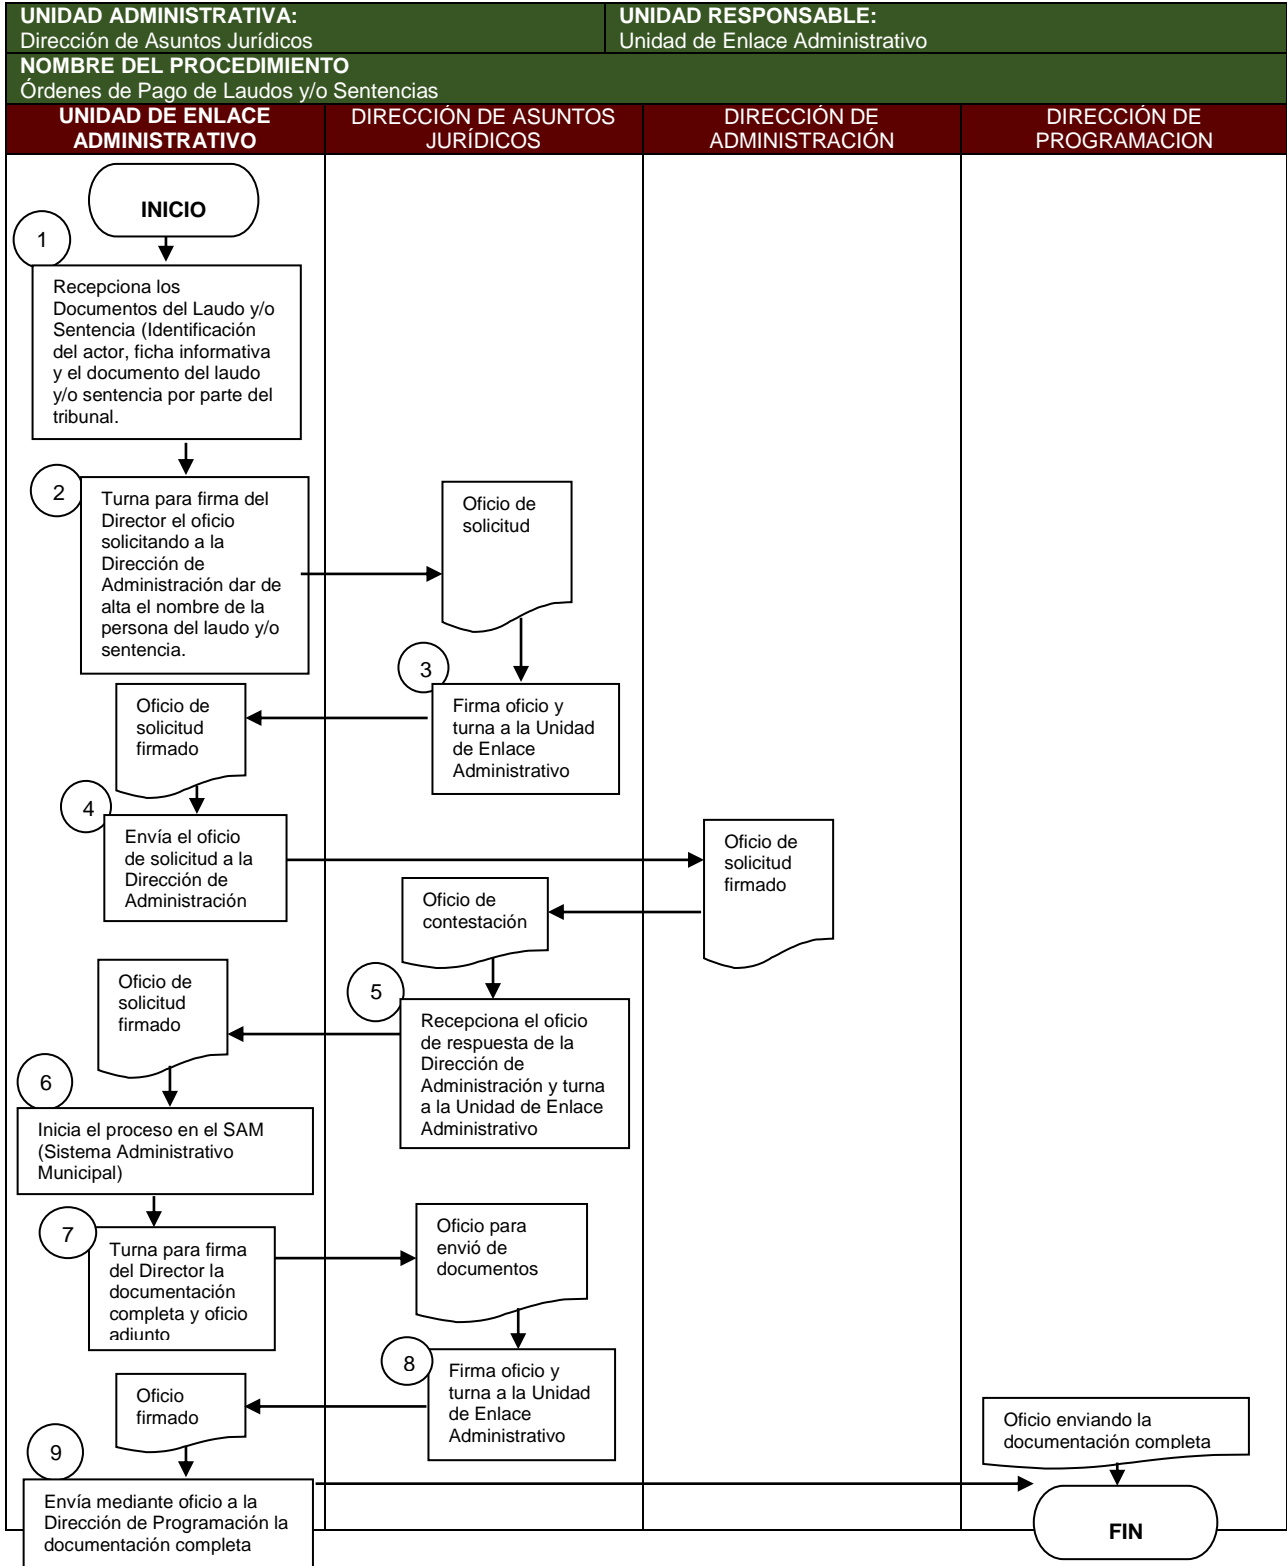 UNIDAD ADMINISTRATIVA:
Dirección de Asuntos Jurídicos
UNIDAD RESPONSABLE:
Unidad de Enlace Administrativo
NOMBRE DEL PROCEDIMIENTO
Órdenes de Pago de Laudos y/o Sentencias
UNIDAD DE ENLACE
ADMINISTRATIVO
DIRECCIÓN DE ASUNTOS
JURÍDICOS
DIRECCIÓN DE
ADMINISTRACIÓN
DIRECCIÓN DE
PROGRAMACION
INICIO
1
Recepciona los
Documentos del Laudo y/o
Sentencia (Identificación
del actor, ficha informativa
y el documento del laudo
y/o sentencia por parte del
tribunal.
2
Turna para firma del
Director el oficio
solicitando a la
Dirección de
Administración dar de
alta el nombre de la
persona del laudo y/o
sentencia.
Oficio de
solicitud
3
Firma oficio y
turna a la Unidad
de Enlace
Administrativo
Oficio de
solicitud
firmado
4
Envía el oficio
de solicitud a la
Dirección de
Administración
Oficio de
solicitud
firmado
Oficio de
contestación
5
Recepciona el oficio
de respuesta de la
Dirección de
Administración y turna
a la Unidad de Enlace
Administrativo
Oficio de
solicitud
firmado
6
Inicia el proceso en el SAM
(Sistema Administrativo
Municipal)
7
Turna para firma
del Director la
documentación
completa y oficio
adjunto
Oficio para
envió de
documentos
8
Firma oficio y
turna a la Unidad
de Enlace
Administrativo
Oficio
firmado
9
Envía mediante oficio a la
Dirección de Programación la
documentación completa
Oficio enviando la
documentación completa
FIN